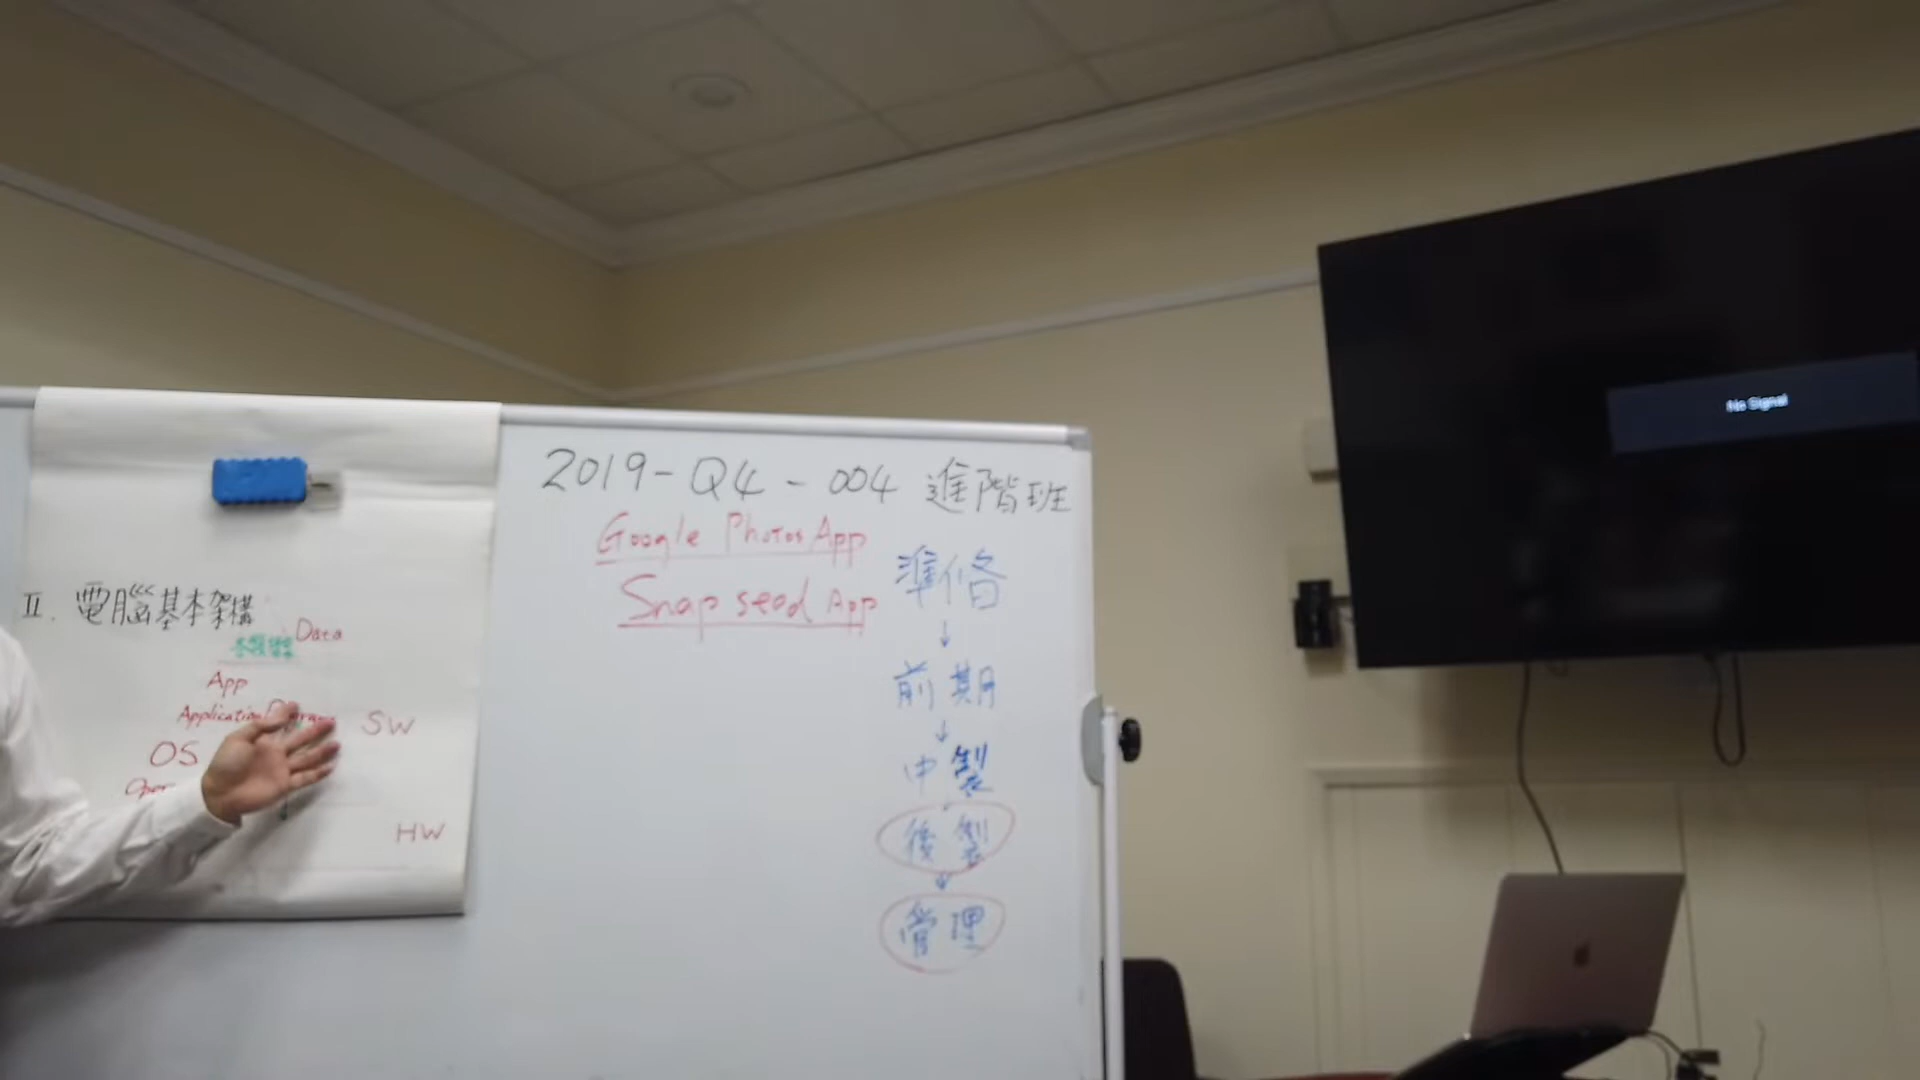 II. 電腦基本架構
Data
App
Application Program
SW
OS
Oper
HW
2019-Q4-004 進階班
Google Photos App
Snapseed App
準備
↓
前期
↓
中製
↓
後製
↓
管理
No Signal